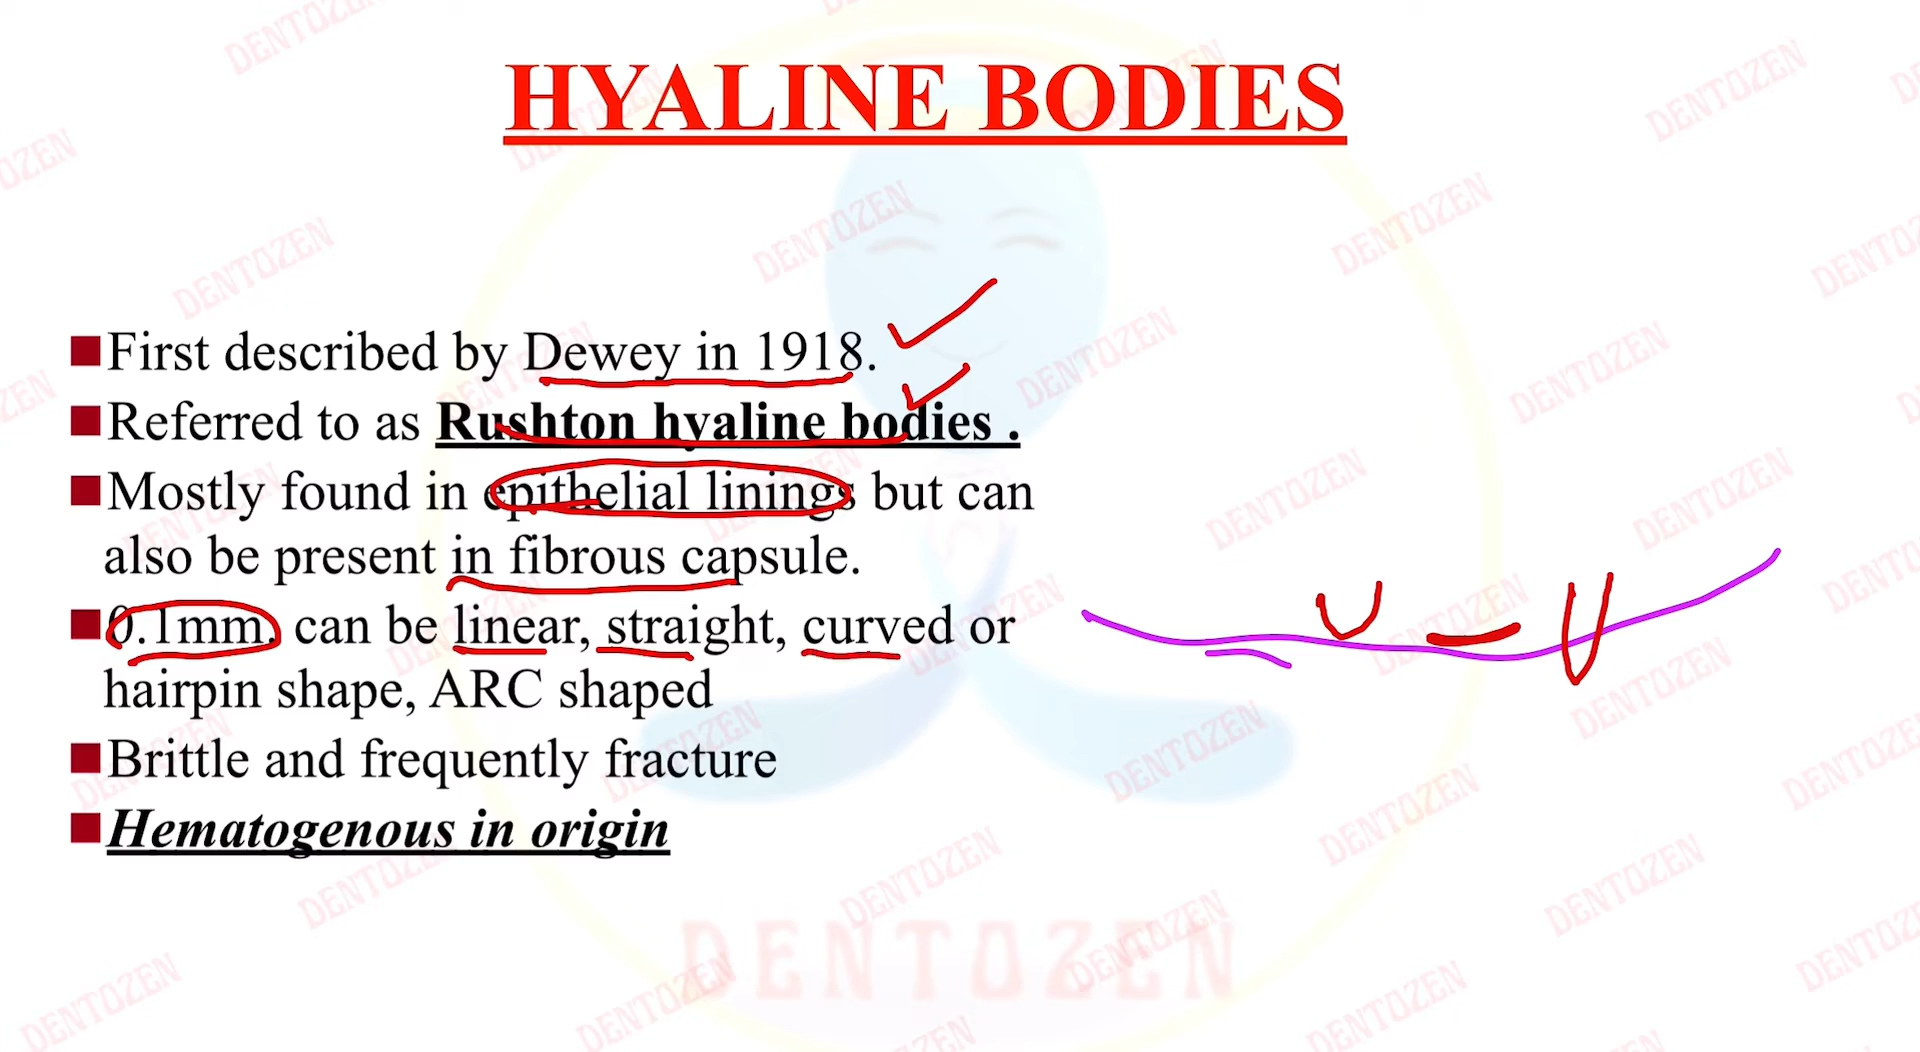 HYALINE BODIES
■First described by Dewey in 1918.
■Referred to as Rushton hyaline bodies .
■Mostly found in epithelial linings but can
also be present in fibrous capsule.
■0.1mm, can be linear, straight, curved or
hairpin shape, ARC shaped
■Brittle and frequently fracture
■Hematogenous in origin
DENTOZEN